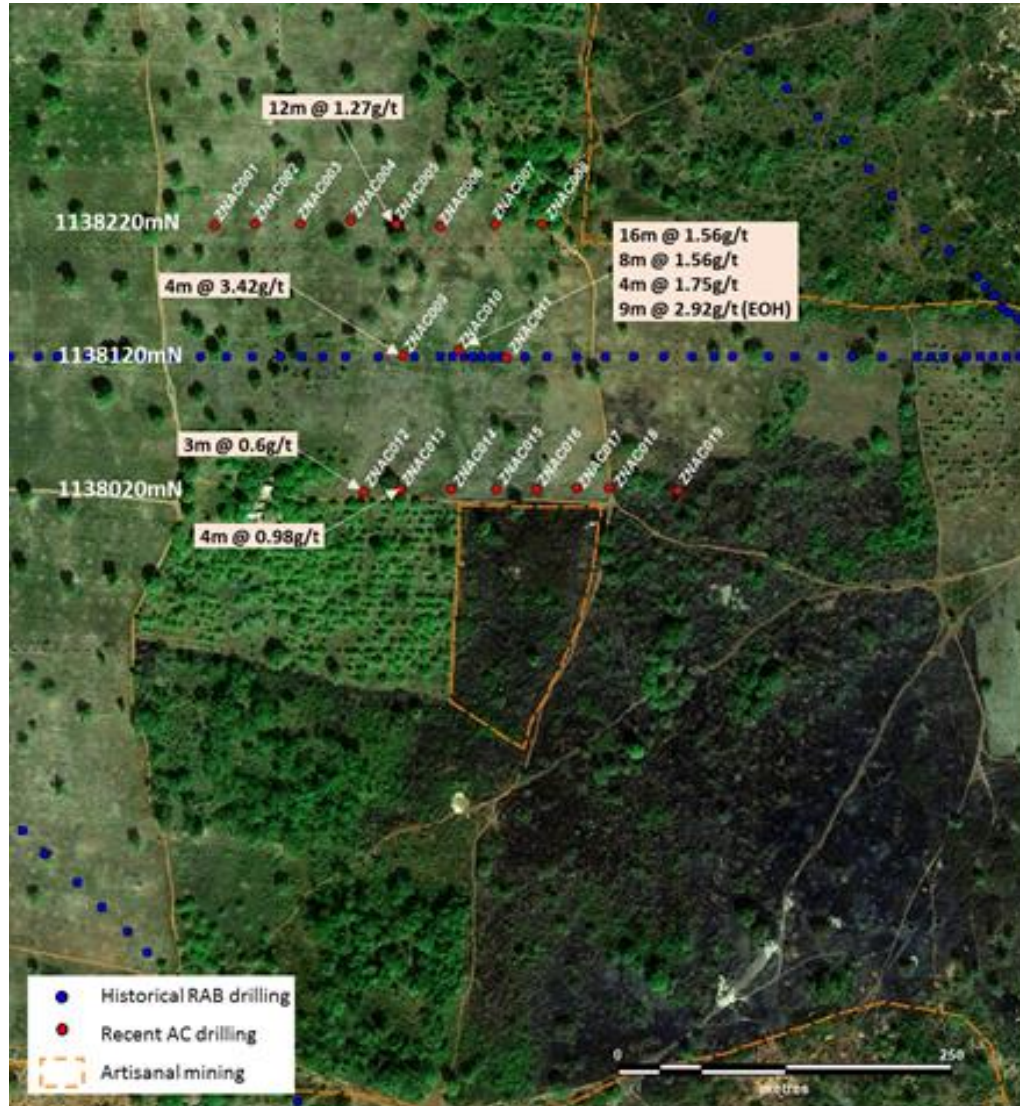 12m @ 1.27g/t
ZNAC001
ZNAC002
ZNAC003
ZNAC004
ZNAC005
ZNAC006
ZNAC007
ZNAC008
1138220mN
16m @ 1.56g/t
8m @ 1.56g/t
4m @ 1.75g/t
9m @ 2.92g/t (EOH)
4m @ 3.42g/t
ZNAC009
ZNAC010
ZNAC011
1138120mN
3m @ 0.6g/t
ZNAC012
ZNAC013
ZNAC014
ZNAC015
ZNAC016
ZNAC017
ZNAC018
ZNAC019
1138020mN
4m @ 0.98g/t
Historical RAB drilling
Recent AC drilling
Artisanal mining
0
250
metres